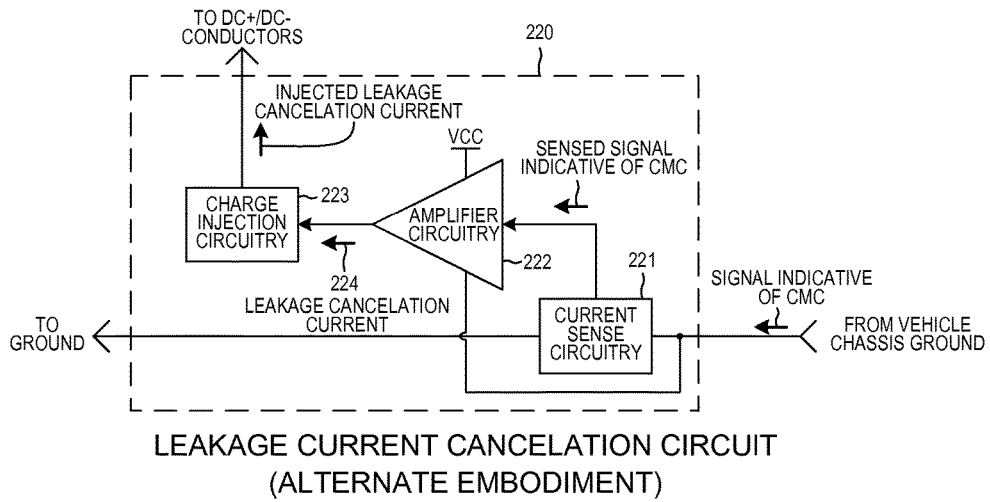 TO DC+/DC-
CONDUCTORS
220
INJECTED LEAKAGE
CANCELATION CURRENT
VCC
SENSED SIGNAL
INDICATIVE OF CMC
CHARGE
INJECTION
CIRCUITRY
223
AMPLIFIER
CIRCUITRY
222
224
LEAKAGE CANCELATION
CURRENT
221
SIGNAL INDICATIVE
OF CMC
TO
GROUND
CURRENT
SENSE
CIRCUITRY
FROM VEHICLE
CHASSIS GROUND
LEAKAGE CURRENT CANCELATION CIRCUIT
(ALTERNATE EMBODIMENT)